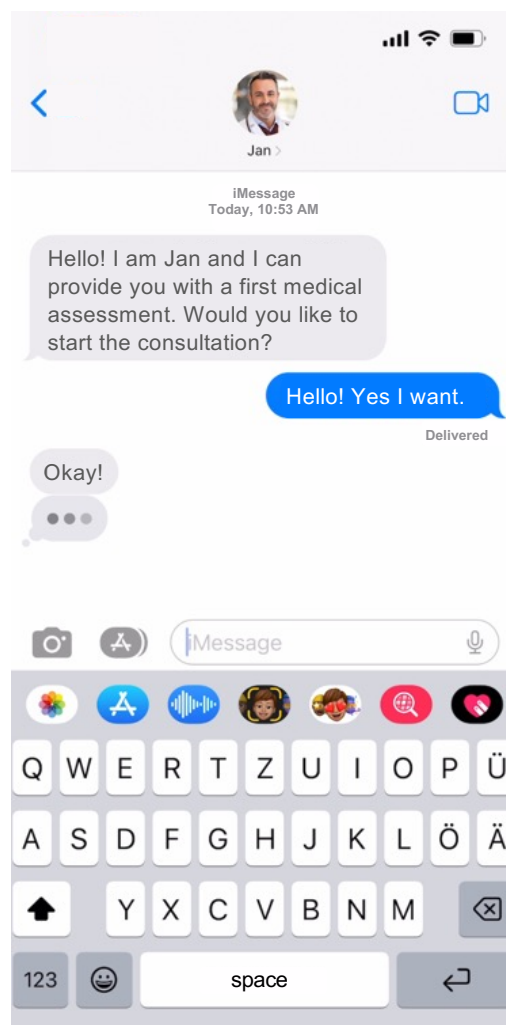 Jan
iMessage
Today, 10:53 AM
Hello! I am Jan and I can
provide you with a first medical
assessment. Would you like to
start the consultation?
Hello! Yes I want.
Delivered
Okay!
iMessage
Q W E R T Z U I O P Ü
A S D F G H J K L Ö Ä
Y X C V B N M
123 space